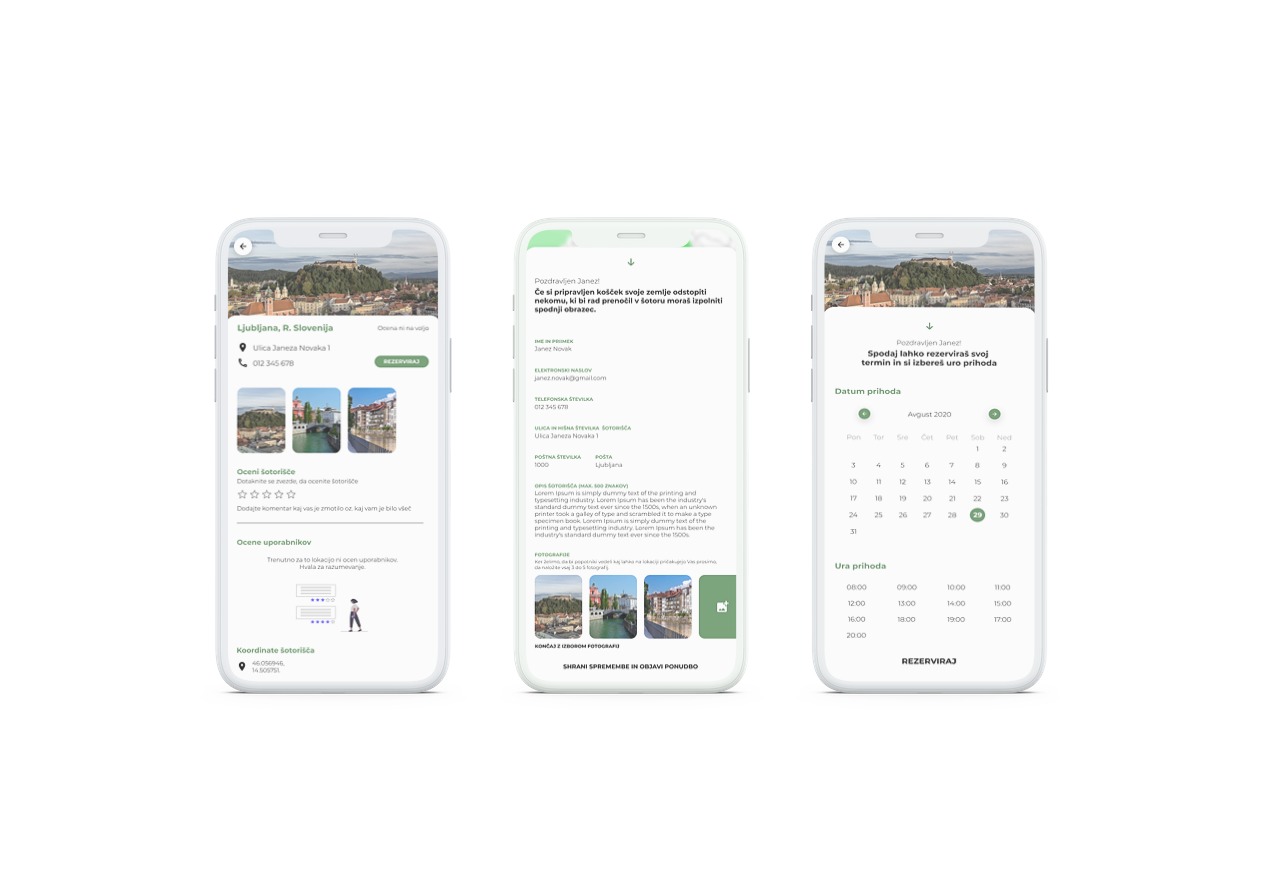 Ljubljana, R. Slovenija
Ocena ni na voljo
Ulica Janeza Novaka 1
012 345 678
REZERVIRAJ
Oceni šotorišče
Dotaknite se zvezde, da ocenite šotorišče
Dodajte komentar kaj vas je zmotilo oz. kaj vam je bilo všeč
Ocene uporabnikov
Trenutno za to lokacijo ni ocen uporabnikov.
Hvala za razumevanje.
Koordinate šotorišča
46.056946,
14.505751.
Pozdravljen Janez!
Če si pripravljen košček svoje zemlje odstopiti
nekomu, ki bi rad prenočil v šotoru moraš izpolniti
spodnji obrazec.
IME IN PRIIMEK
Janez Novak
ELEKTRONSKI NASLOV
janez.novak@gmail.com
TELEFONSKA ŠTEVILKA
012 345 678
ULICA IN HIŠNA ŠTEVILKA ŠOTORIŠČA
Ulica Janeza Novaka 1
POŠTNA ŠTEVILKA POŠTA
1000 Ljubljana
OPIS ŠOTORIŠČA (MAX. 500 ZNAKOV)
Lorem Ipsum is simply dummy text of the printing and
typesetting industry. Lorem Ipsum has been the industry's
standard dummy text ever since the 1500s, when an unknown
printer took a galley of type and scrambled it to make a type
specimen book. Lorem Ipsum is simply dummy text of the
printing and typesetting industry. Lorem Ipsum has been the
industry's standard dummy text ever since the 1500s.
FOTOGRAFIJE
Ker želimo, da bi popotniki vedeli kaj lahko na lokaciji pričakujejo Vas prosimo,
da naložite vsaj 3 do 5 fotografij.
KONČAJ Z IZBOROM FOTOGRAFIJ
SHRANI SPREMEMBE IN OBJAVI PONUDBO
Pozdravljen Janez!
Spodaj lahko rezerviraš svoj
termin in si izbereš uro prihoda
Datum prihoda
Avgust 2020
Pon Tor Sre Čet Pet Sob Ned
1 2
3 4 5 6 7 8 9
10 11 12 13 14 15 16
17 18 19 20 21 22 23
24 25 26 27 28 29 30
31
Ura prihoda
08:00 09:00 10:00 11:00
12:00 13:00 14:00 15:00
16:00 18:00 19:00 17:00
20:00
REZERVIRAJ